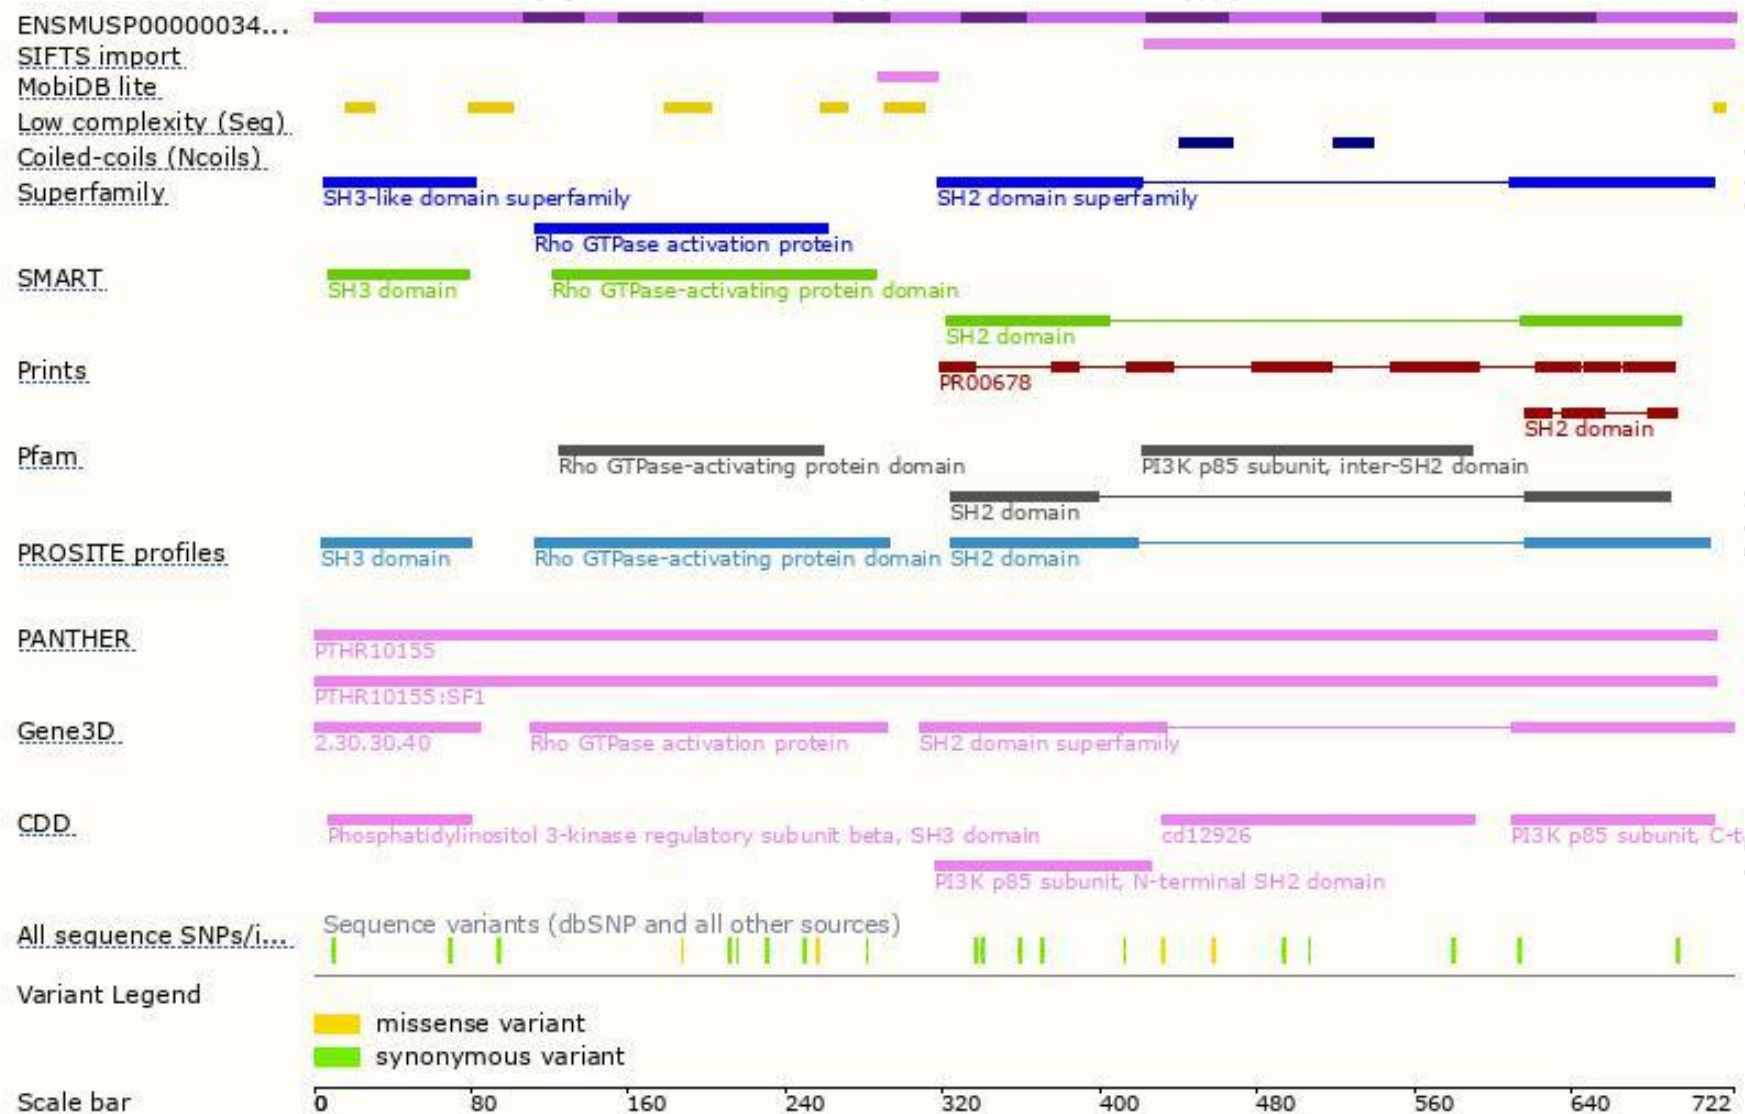 ENSMUSP00000034...
SIFTS import
MobiDB lite
Low complexity (Seg)
Coiled-coils (Ncoils)
Superfamily
SH3-like domain superfamily SH2 domain superfamily
Rho GTPase activation protein
SMART
SH3 domain Rho GTPase-activating protein domain
SH2 domain
Prints
PR00678
SH2 domain
Pfam
Rho GTPase-activating protein domain PI3K p85 subunit, inter-SH2 domain
SH2 domain
PROSITE profiles
SH3 domain Rho GTPase-activating protein domain SH2 domain
PANTHER
PTHR10155
PTHR10155:SF1
Gene3D
2.30.30.40 Rho GTPase activation protein SH2 domain superfamily
CDD
Phosphatidylinositol 3-kinase regulatory subunit beta, SH3 domain cd12926 PI3K p85 subunit, C-t
PI3K p85 subunit, N-terminal SH2 domain
All sequence SNPs/i...
Sequence variants (dbSNP and all other sources)
Variant Legend
missense variant
synonymous variant
Scale bar
0 80 160 240 320 400 480 560 640 722